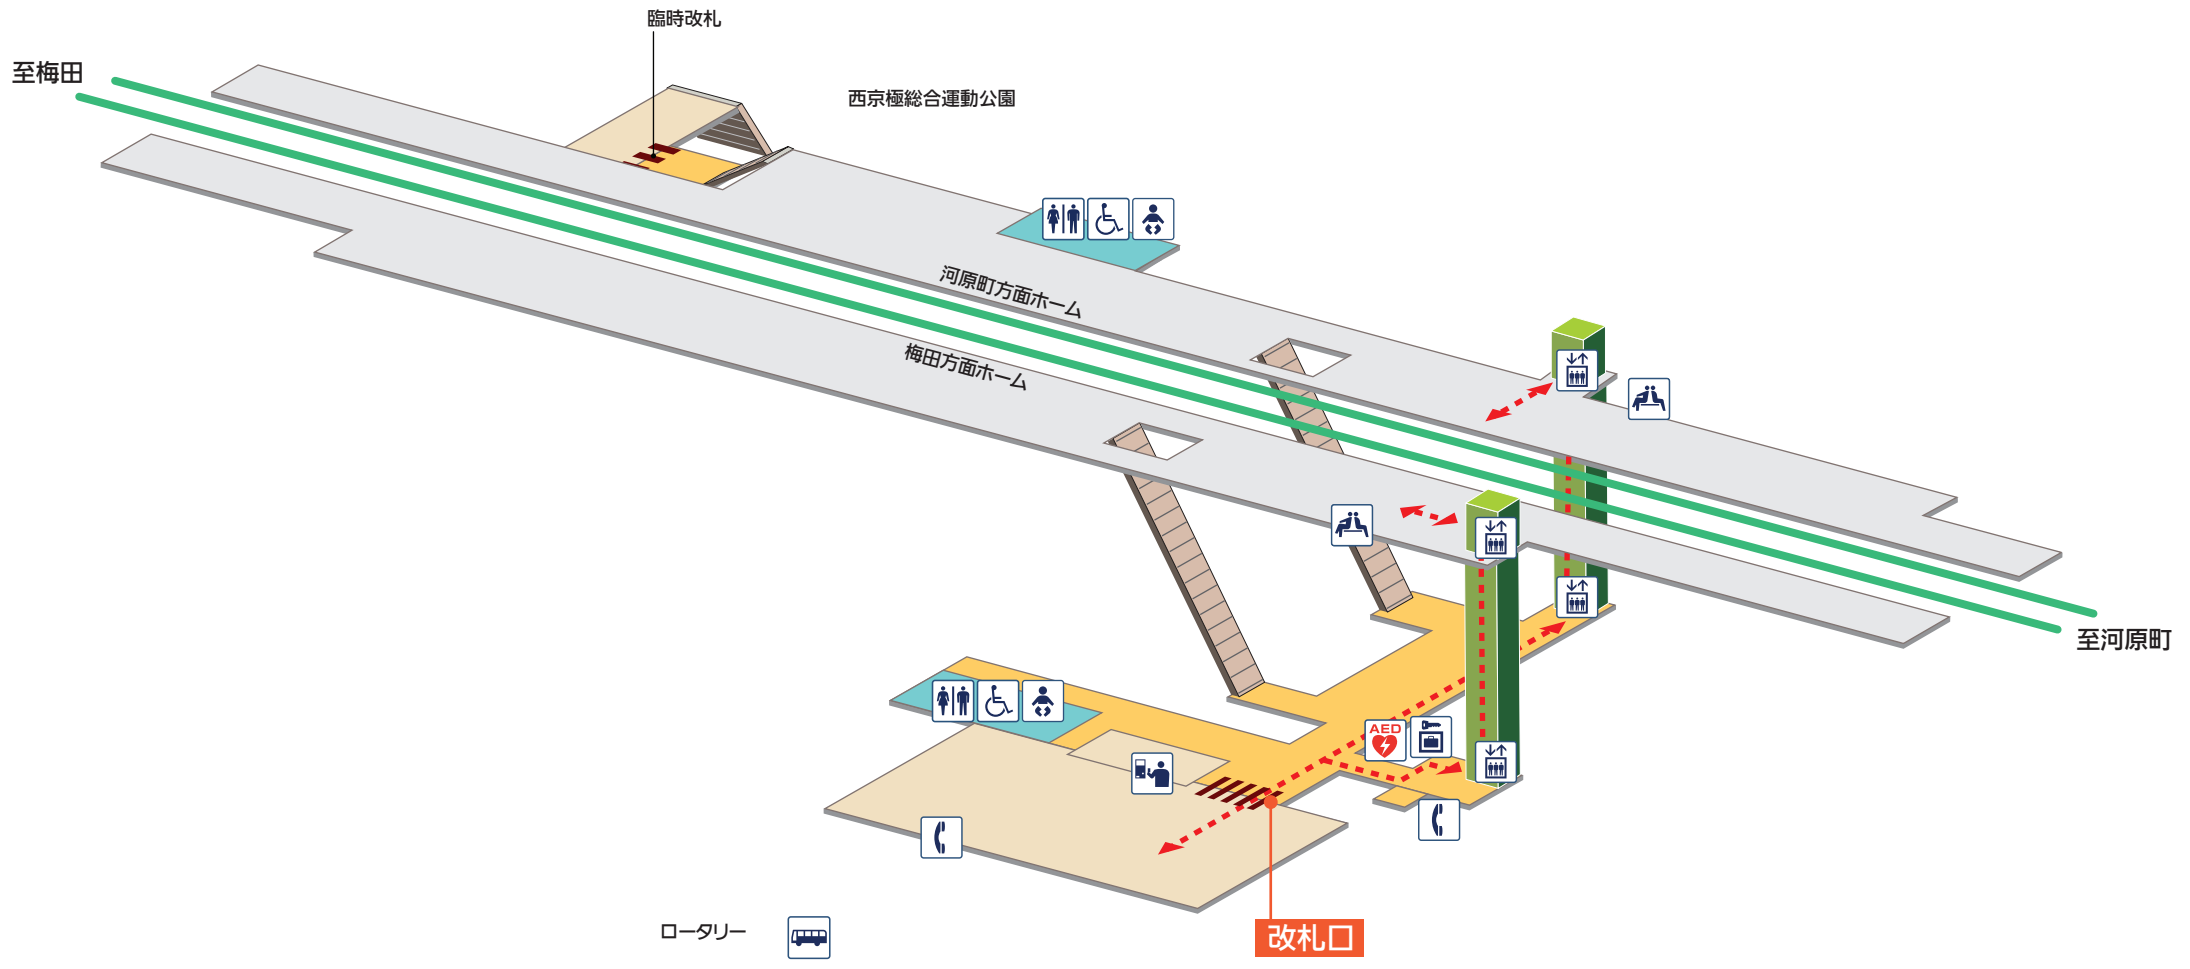 臨時改札
至梅田
西京極総合運動公園
河原町方面ホーム
梅田方面ホーム
至河原町
AED
ロータリー
改札口